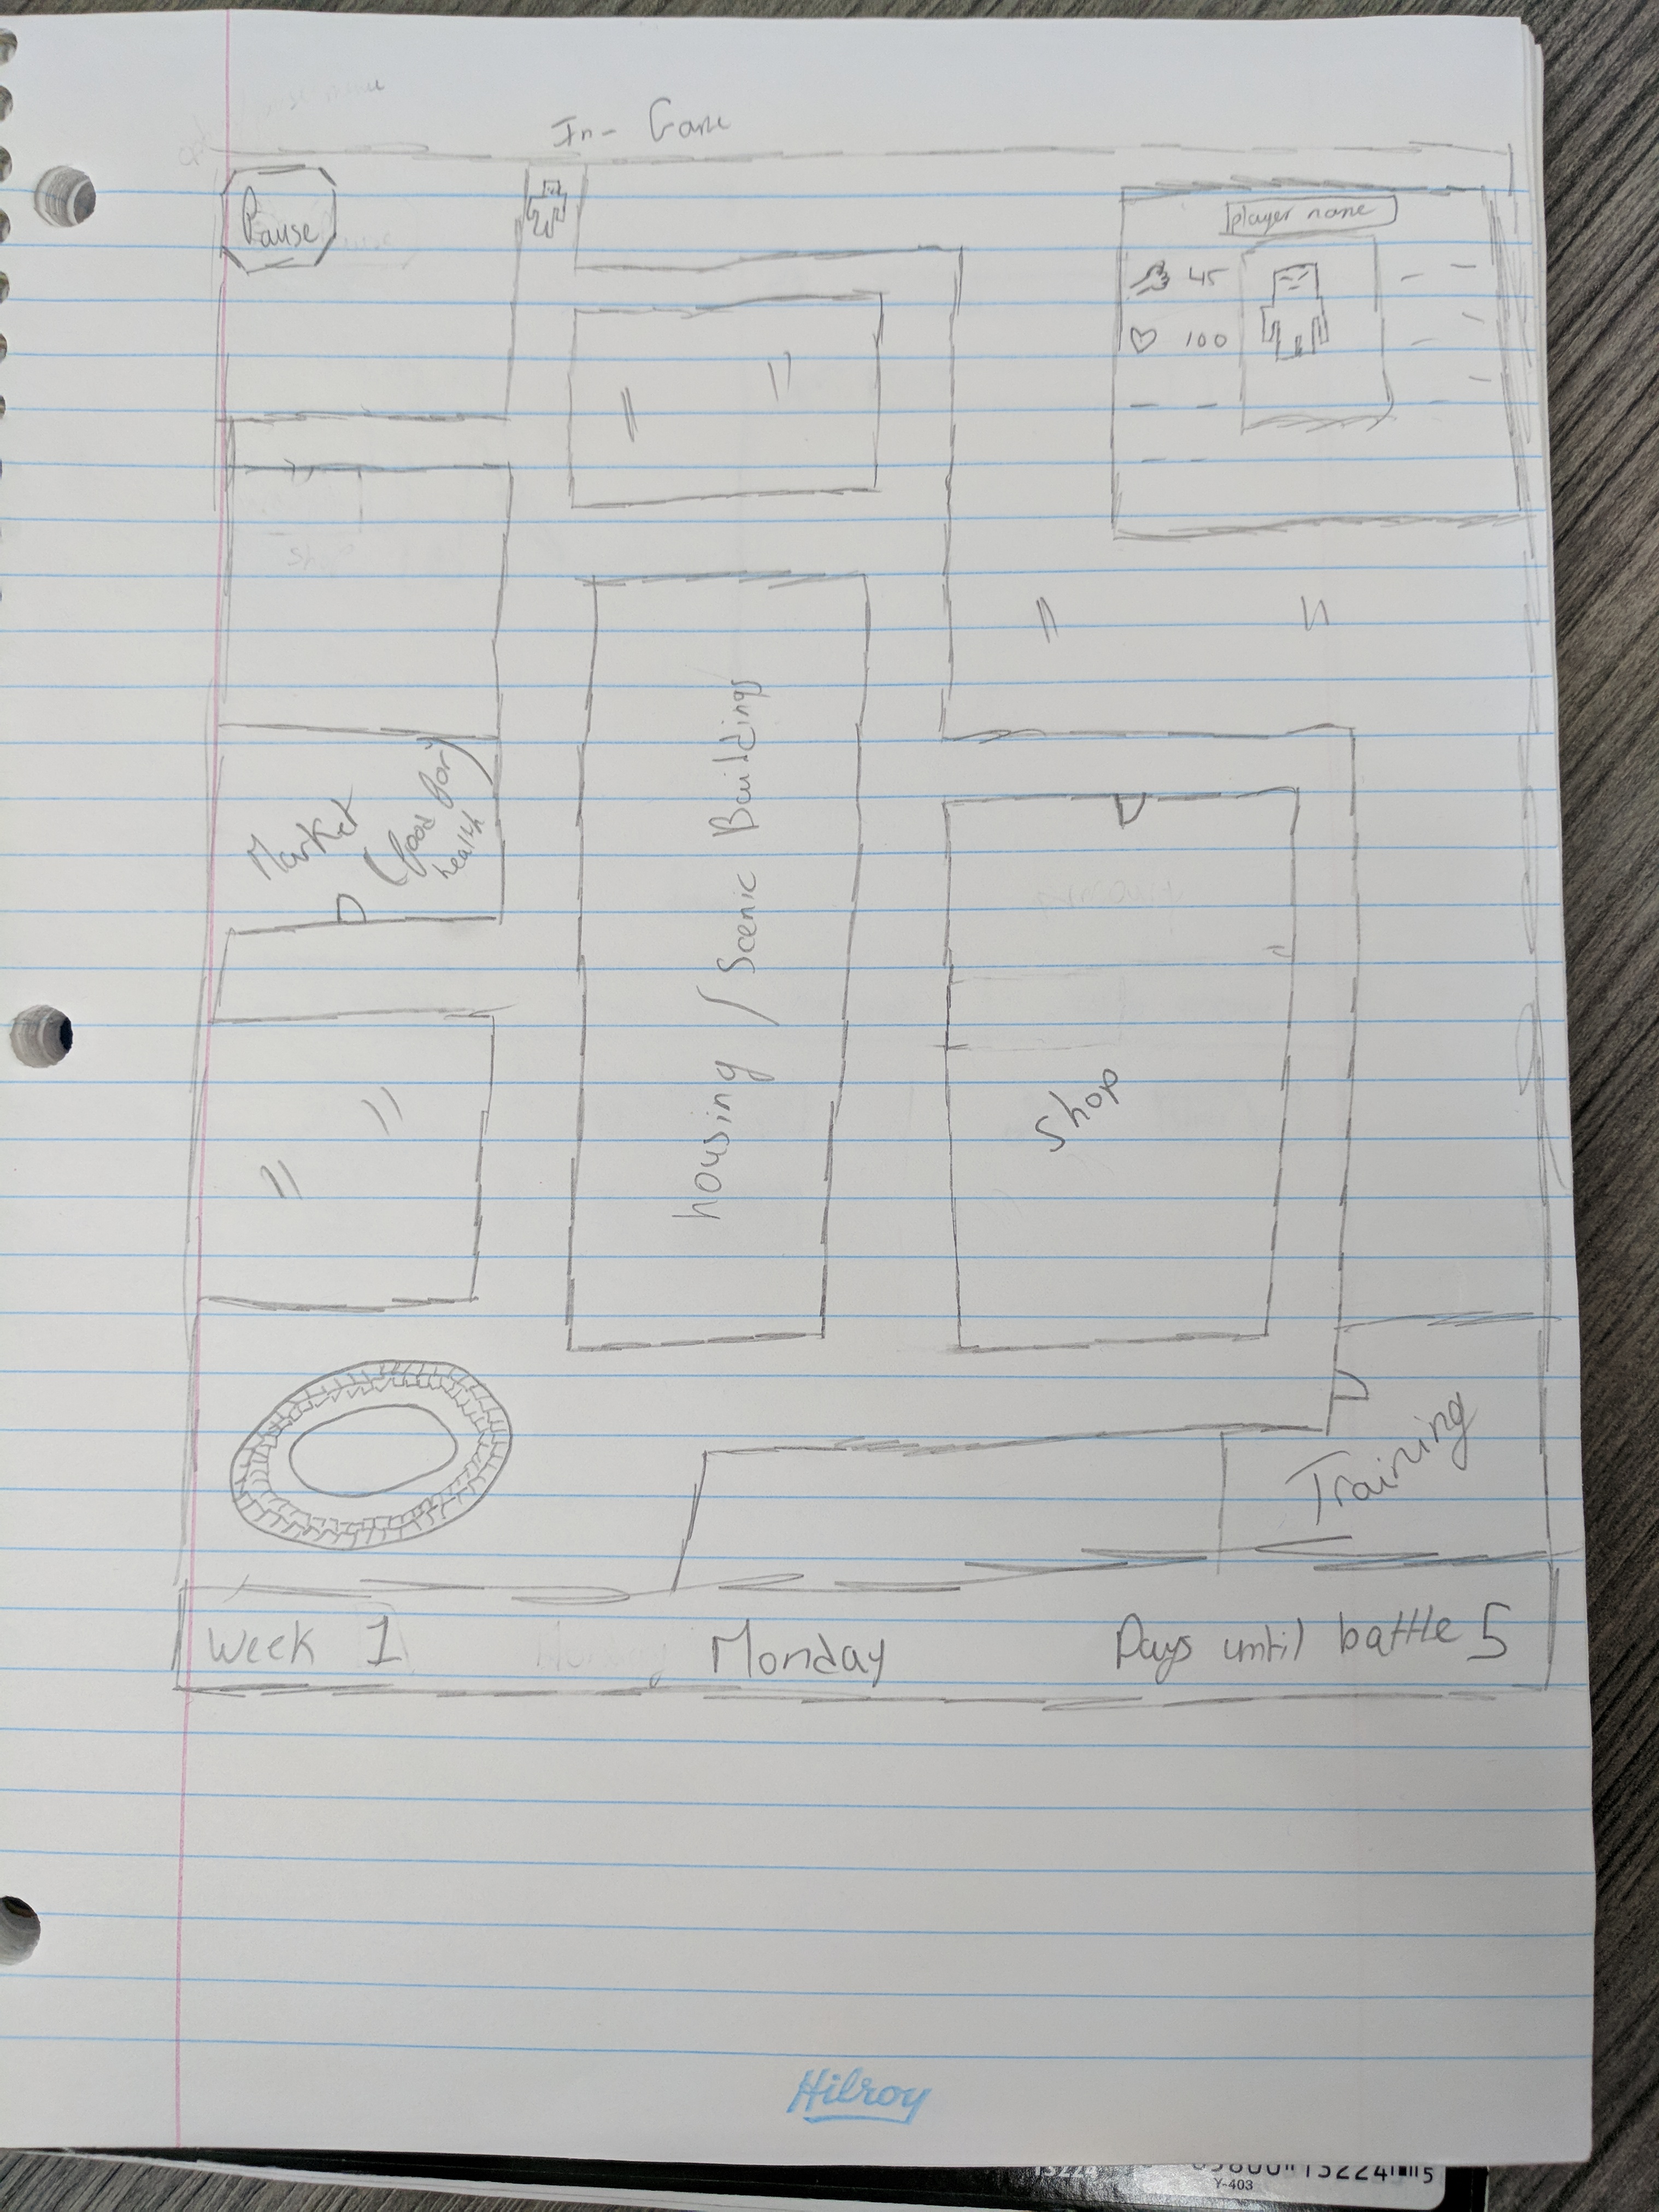 In-Game
Pause
player name
45
100
Market
(food for
health)
housing / Scenic Buildings
Shop
Training
Week 1
Monday
Days until battle 5
Hilroy
Y-403